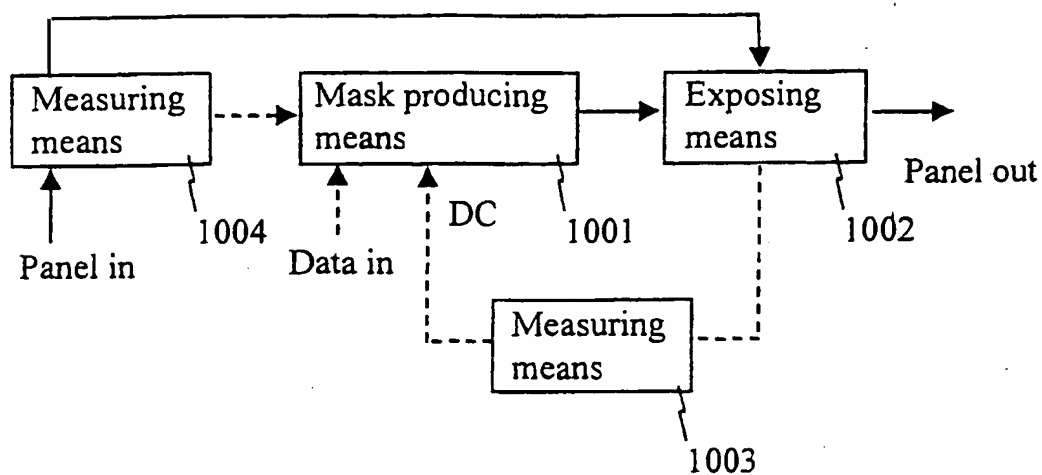 Measuring
means
Mask producing
means
Exposing
means
Panel out
1004
DC
1001
1002
Panel in
Data in
Measuring
means
1003